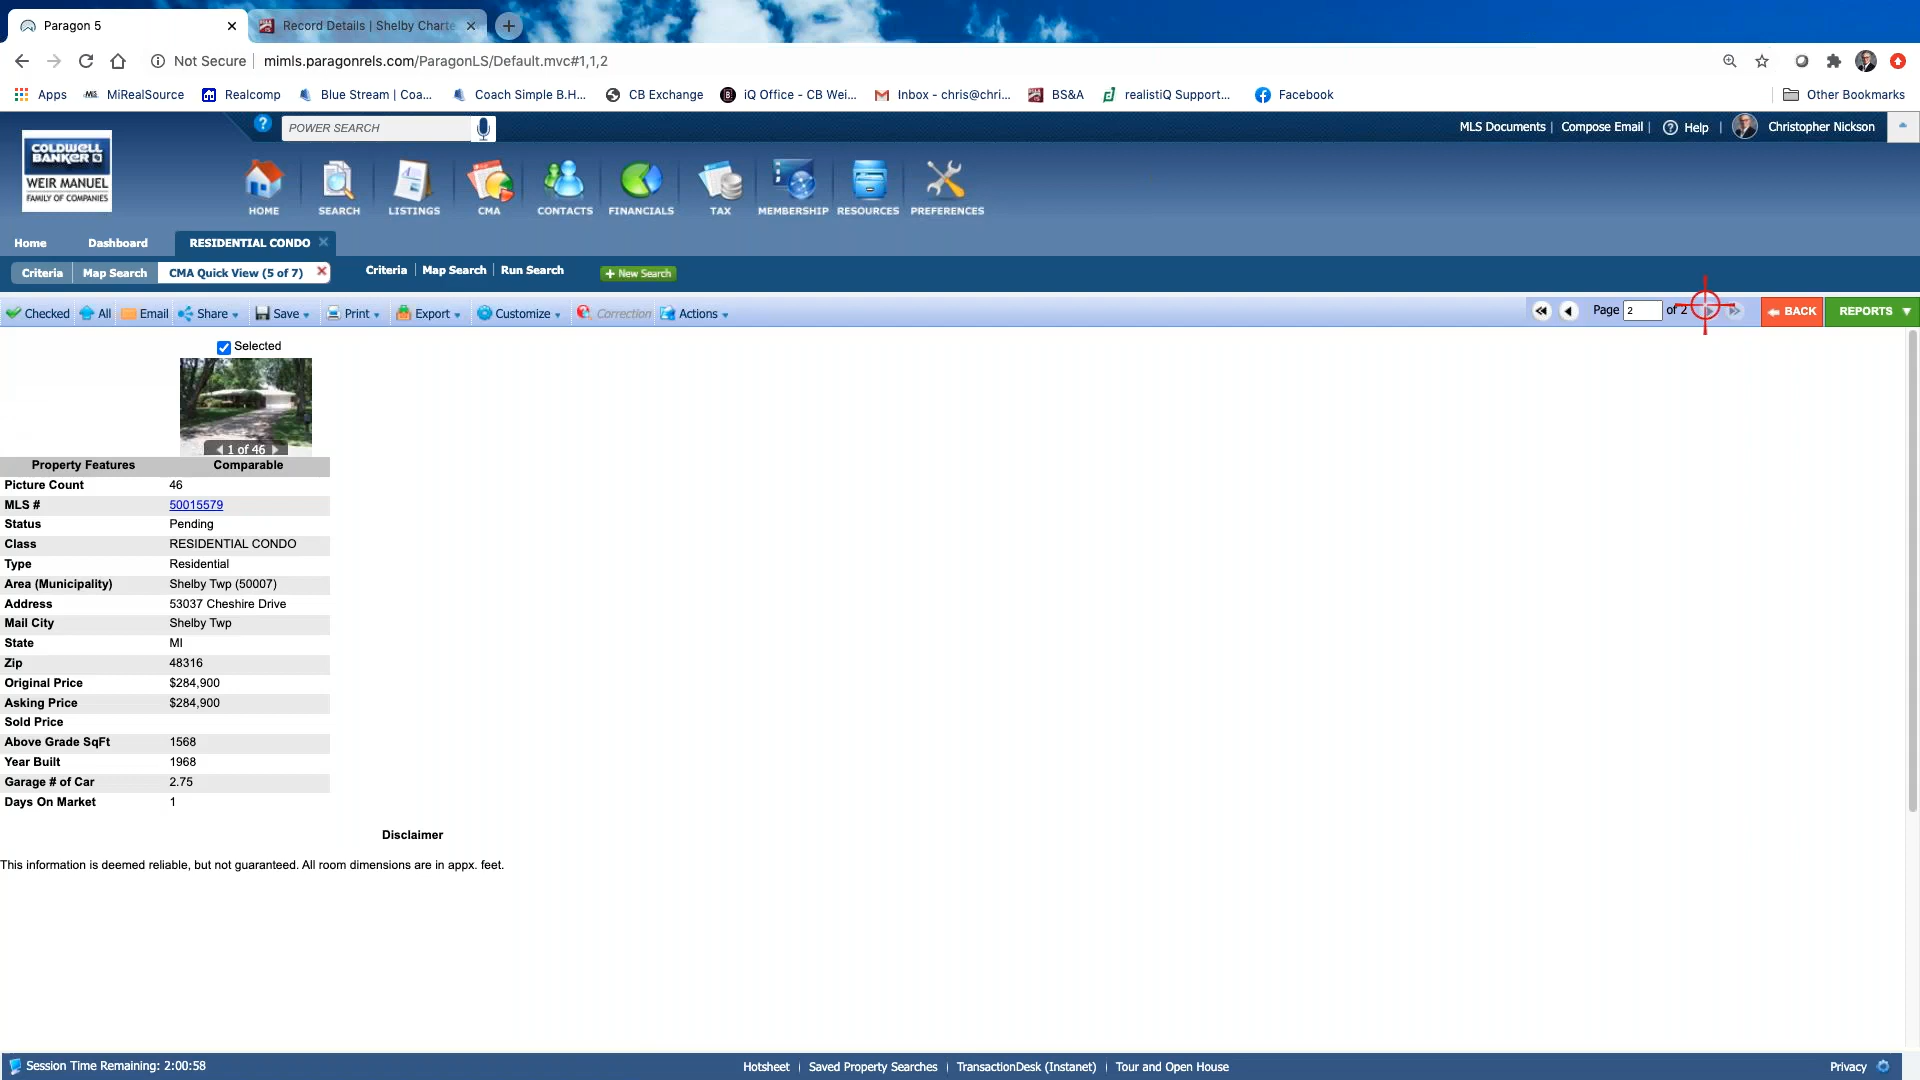 Paragon 5
Record Details | Shelby Charte
Not Secure
mimls.paragonrels.com/ParagonLS/Default.mvc#1,1,2
Apps
MiRealSource
Realcomp
Blue Stream | Coa...
Coach Simple B.H...
CB Exchange
iQ Office - CB Wei...
Inbox - chris@chri...
BS&A
realistiQ Support...
Facebook
Other Bookmarks
COLDWELL BANKER
WEIR MANUEL
FAMILY OF COMPANIES
POWER SEARCH
MLS Documents | Compose Email | Help | Christopher Nickson
HOME
SEARCH
LISTINGS
CMA
CONTACTS
FINANCIALS
TAX
MEMBERSHIP
RESOURCES
PREFERENCES
Home
Dashboard
RESIDENTIAL CONDO
Criteria
Map Search
CMA Quick View (5 of 7)
Criteria | Map Search | Run Search
+ New Search
Checked
All
Email
Share
Save
Print
Export
Customize
Correction
Actions
Page 2 of 2
BACK
REPORTS
Selected
1 of 46
Property Features Comparable
Picture Count 46
MLS # 50015579
Status Pending
Class RESIDENTIAL CONDO
Type Residential
Area (Municipality) Shelby Twp (50007)
Address 53037 Cheshire Drive
Mail City Shelby Twp
State MI
Zip 48316
Original Price $284,900
Asking Price $284,900
Sold Price
Above Grade SqFt 1568
Year Built 1968
Garage # of Car 2.75
Days On Market 1
Disclaimer
This information is deemed reliable, but not guaranteed. All room dimensions are in appx. feet.
Session Time Remaining: 2:00:58
Hotsheet | Saved Property Searches | TransactionDesk (Instanet) | Tour and Open House
Privacy